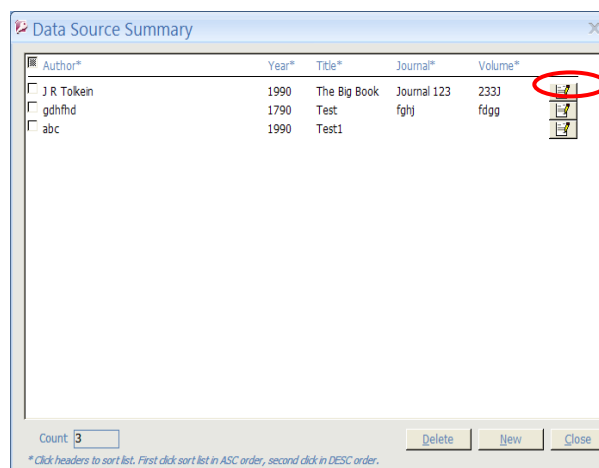 Data Source Summary
Author* Year* Title* Journal* Volume*
J R Tolkein 1990 The Big Book Journal 123 233J
gdhfhd 1790 Test fghj fdgg
abc 1990 Test1
Count 3 Delete New Close
* Click headers to sort list. First click sort list in ASC order, second click in DESC order.